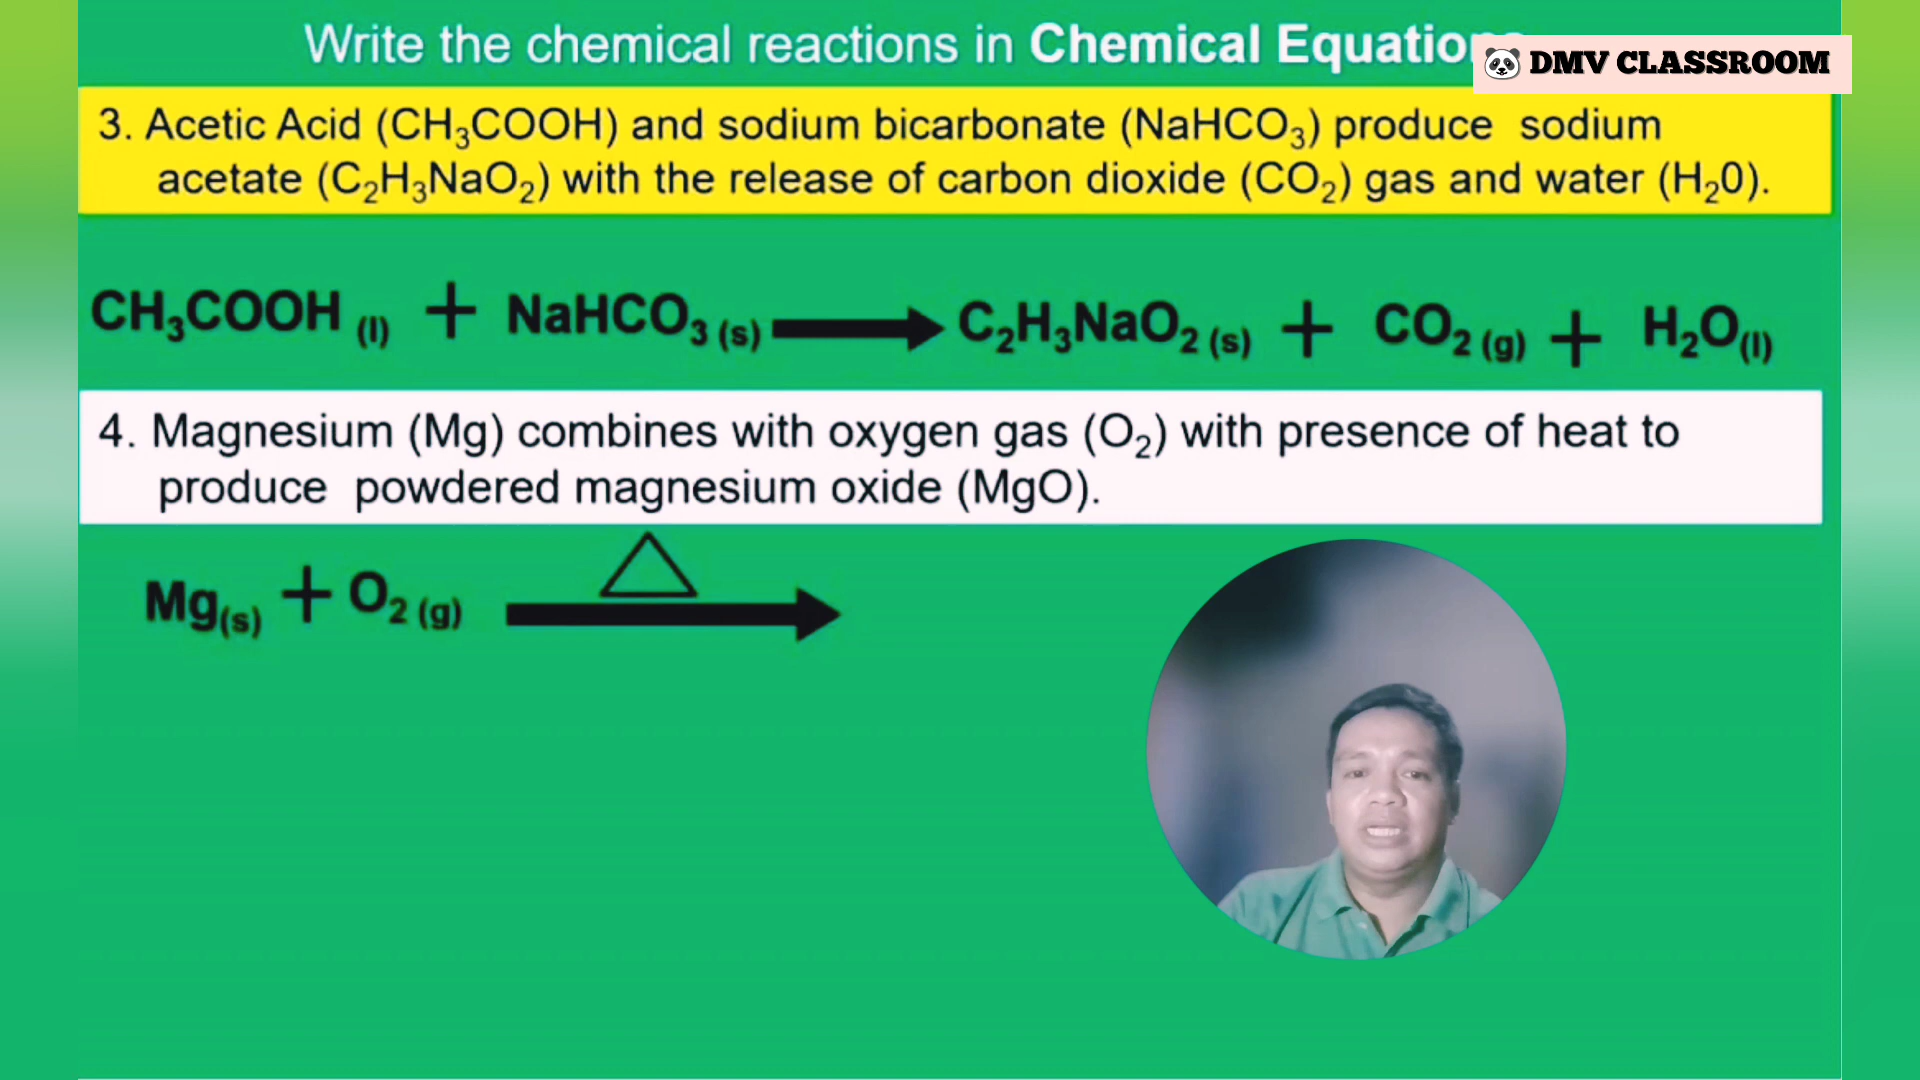 Write the chemical reactions in Chemical Equation
🐼 DMV CLASSROOM
3. Acetic Acid (CH₃COOH) and sodium bicarbonate (NaHCO₃) produce sodium
acetate (C₂H₃NaO₂) with the release of carbon dioxide (CO₂) gas and water (H₂0).
CH₃COOH (l) + NaHCO₃ (s) → C₂H₃NaO₂ (s) + CO₂ (g) + H₂O(l)
4. Magnesium (Mg) combines with oxygen gas (O₂) with presence of heat to
produce powdered magnesium oxide (MgO).
Mg(s) + O₂ (g) △ →